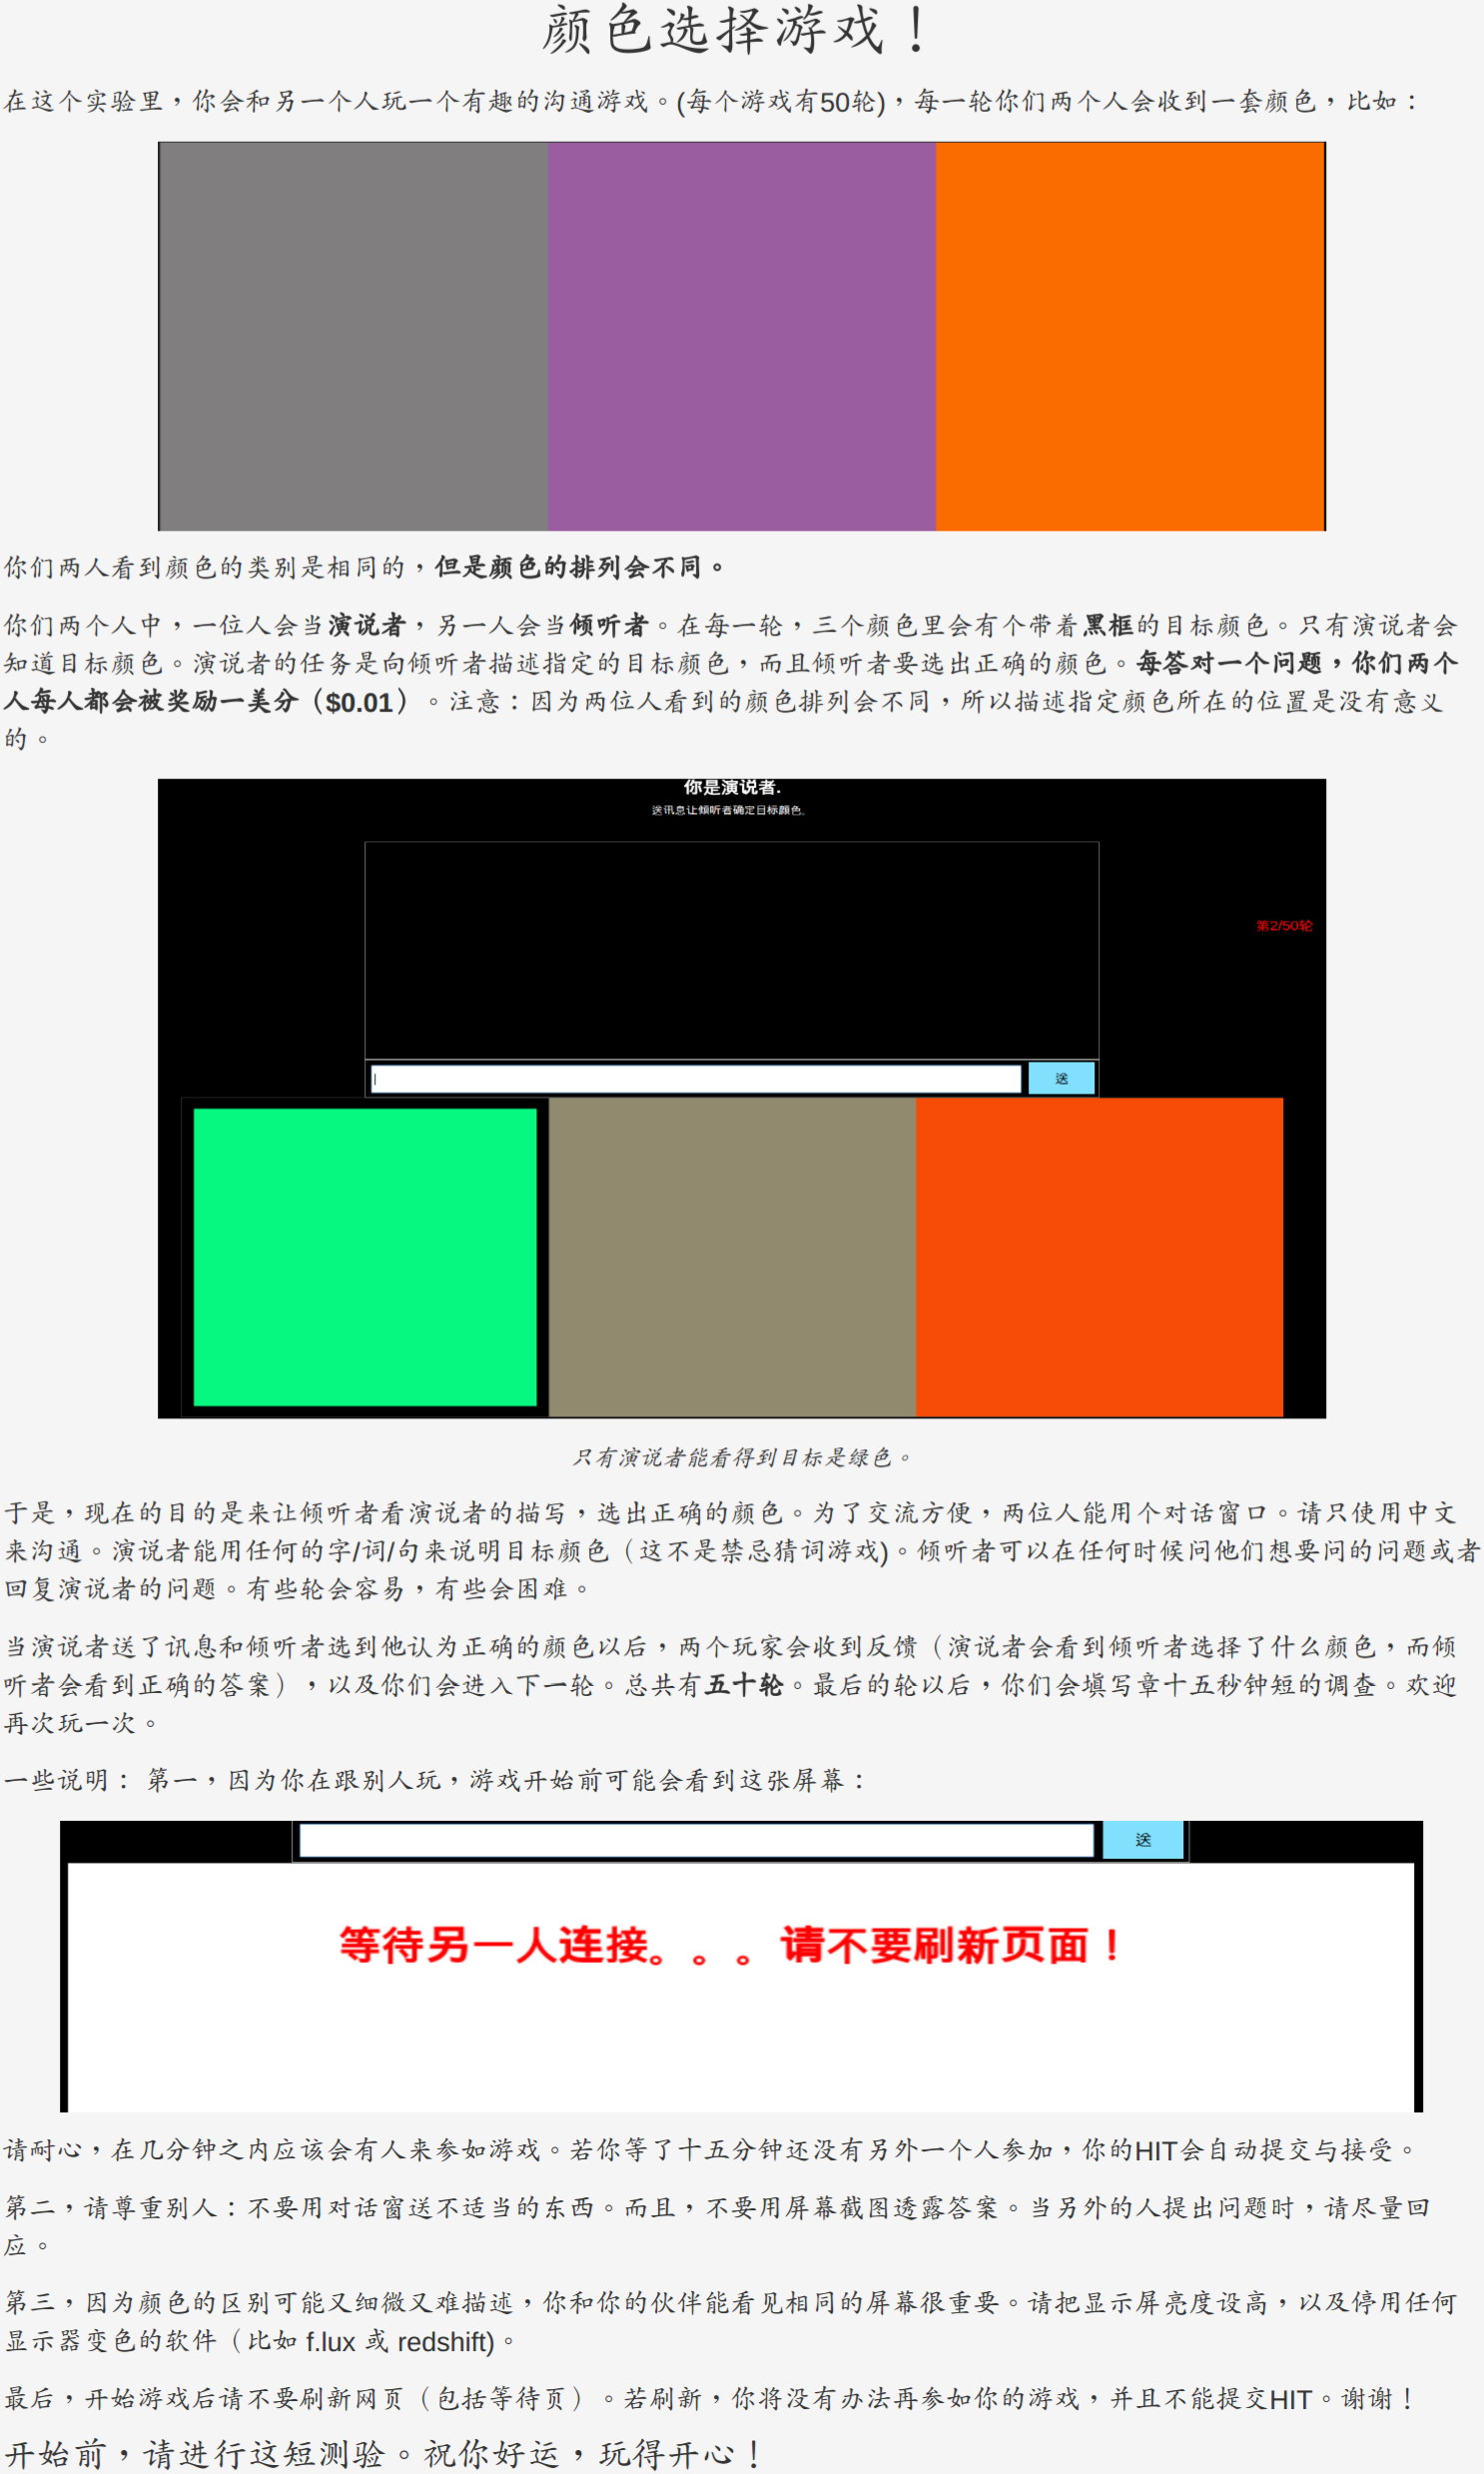 颜色选择游戏！
在这个实验里，你会和另一个人玩一个有趣的沟通游戏。(每个游戏有50轮)，每一轮你们两个人会收到一套颜色，比如：
你们两人看到颜色的类别是相同的，但是颜色的排列会不同。
你们两个人中，一位人会当演说者，另一人会当倾听者。在每一轮，三个颜色里会有个带着黑框的目标颜色。只有演说者会
知道目标颜色。演说者的任务是向倾听者描述指定的目标颜色，而且倾听者要选出正确的颜色。每答对一个问题，你们两个
人每人都会被奖励一美分（$0.01）。注意：因为两位人看到的颜色排列会不同，所以描述指定颜色所在的位置是没有意义
的。
你是演说者.
送讯息让倾听者确定目标颜色。
第2/50轮
送
只有演说者能看得到目标是绿色。
于是，现在的目的是来让倾听者看演说者的描写，选出正确的颜色。为了交流方便，两位人能用个对话窗口。请只使用中文
来沟通。演说者能用任何的字/词/句来说明目标颜色（这不是禁忌猜词游戏)。倾听者可以在任何时候问他们想要问的问题或者
回复演说者的问题。有些轮会容易，有些会困难。
当演说者送了讯息和倾听者选到他认为正确的颜色以后，两个玩家会收到反馈（演说者会看到倾听者选择了什么颜色，而倾
听者会看到正确的答案），以及你们会进入下一轮。总共有五十轮。最后的轮以后，你们会填写章十五秒钟短的调查。欢迎
再次玩一次。
一些说明： 第一，因为你在跟别人玩，游戏开始前可能会看到这张屏幕：
送
等待另一人连接。。。请不要刷新页面！
请耐心，在几分钟之内应该会有人来参如游戏。若你等了十五分钟还没有另外一个人参加，你的HIT会自动提交与接受。
第二，请尊重别人：不要用对话窗送不适当的东西。而且，不要用屏幕截图透露答案。当另外的人提出问题时，请尽量回
应。
第三，因为颜色的区别可能又细微又难描述，你和你的伙伴能看见相同的屏幕很重要。请把显示屏亮度设高，以及停用任何
显示器变色的软件（比如 f.lux 或 redshift)。
最后，开始游戏后请不要刷新网页（包括等待页）。若刷新，你将没有办法再参如你的游戏，并且不能提交HIT。谢谢！
开始前，请进行这短测验。祝你好运，玩得开心！